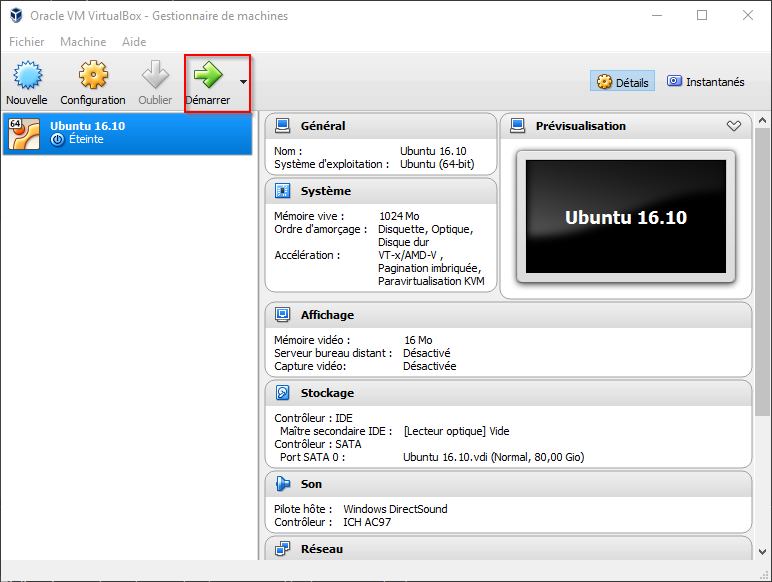 Oracle VM VirtualBox - Gestionnaire de machines
Fichier Machine Aide
Nouvelle Configuration Oublier Démarrer Détails Instantanés
64 Ubuntu 16.10
Éteinte
Général
Nom : Ubuntu 16.10
Système d'exploitation : Ubuntu (64-bit)
Prévisualisation
Ubuntu 16.10
Système
Mémoire vive : 1024 Mo
Ordre d'amorçage : Disquette, Optique,
Disque dur
Accélération : VT-x/AMD-V ,
Pagination imbriquée,
Paravirtualisation KVM
Affichage
Mémoire vidéo : 16 Mo
Serveur bureau distant : Désactivé
Capture vidéo: Désactivée
Stockage
Contrôleur : IDE
Maître secondaire IDE : [Lecteur optique] Vide
Contrôleur : SATA
Port SATA 0 : Ubuntu 16.10.vdi (Normal, 80,00 Gio)
Son
Pilote hôte : Windows DirectSound
Contrôleur : ICH AC97
Réseau